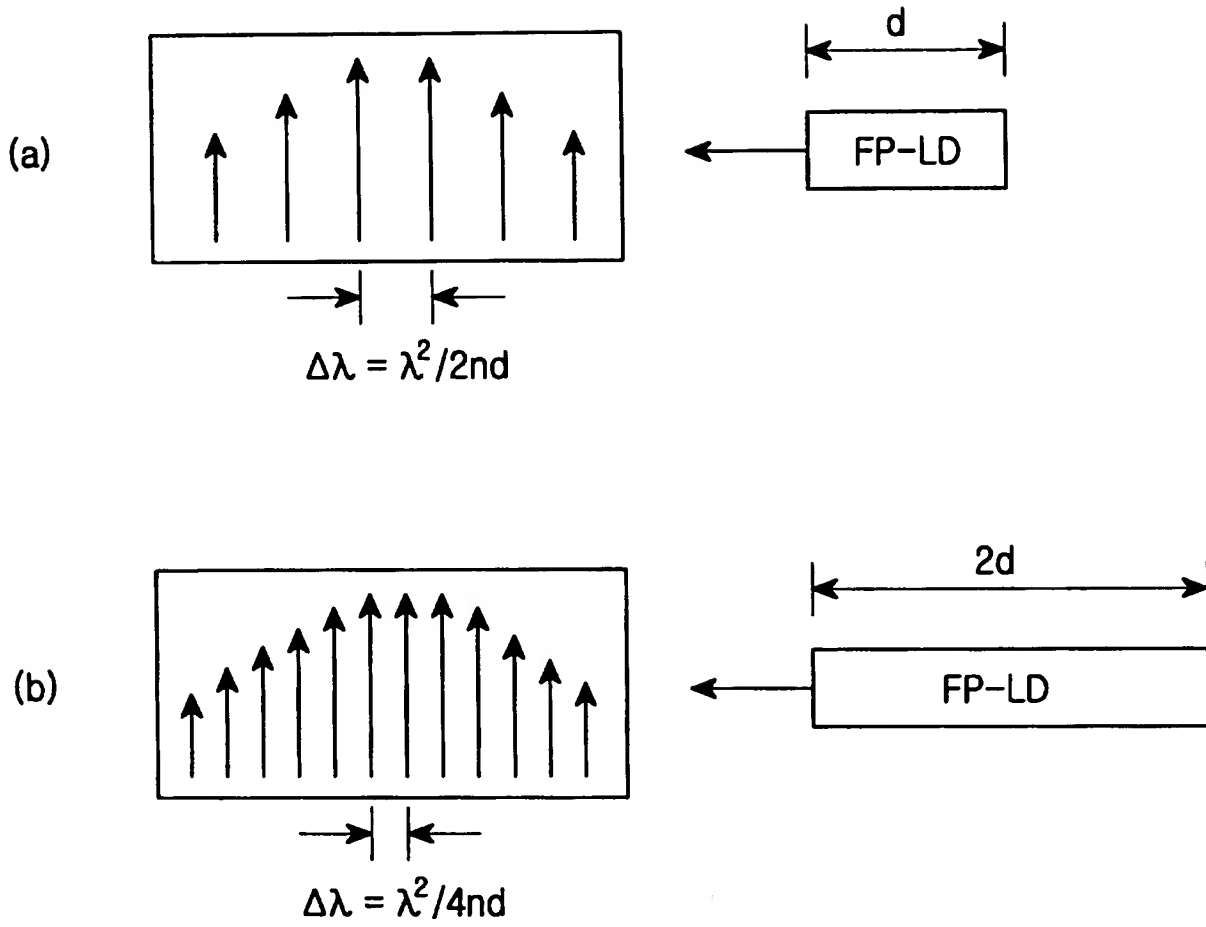 d
(a)
FP-LD
Δλ = λ²/2nd
2d
(b)
FP-LD
Δλ = λ²/4nd